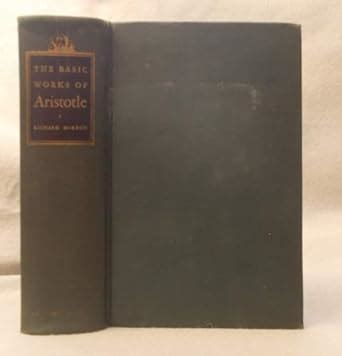 THE BASIC
WORKS OF
Aristotle
RICHARD MCKEON